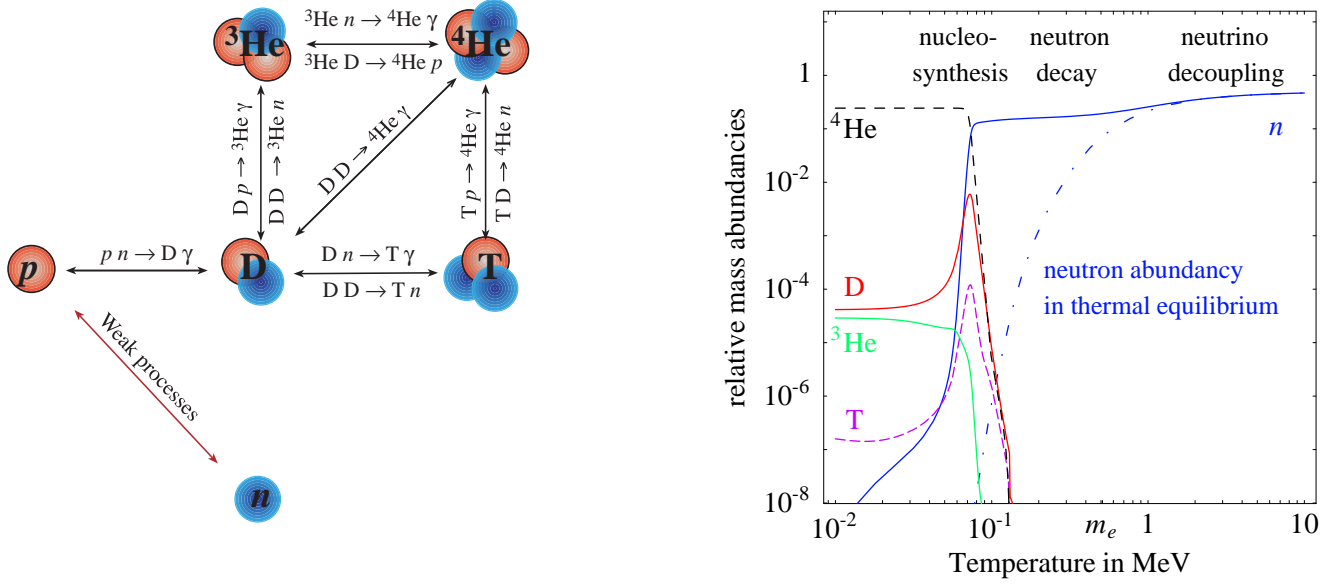 ³He
³He n → ⁴He γ
³He D → ⁴He p
⁴He
D p → ³He γ
D D → ³He n
D D → ⁴He γ
T p → ⁴He γ
T D → ⁴He n
p
p n → D γ
D
D n → T γ
D D → T n
T
Weak processes
n
nucleo-
synthesis
neutron
decay
neutrino
decoupling
relative mass abundancies
1
10⁻²
10⁻⁴
10⁻⁶
10⁻⁸
⁴He
n
D
³He
T
neutron abundancy
in thermal equilibrium
10⁻² 10⁻¹ mₑ 1 10
Temperature in MeV